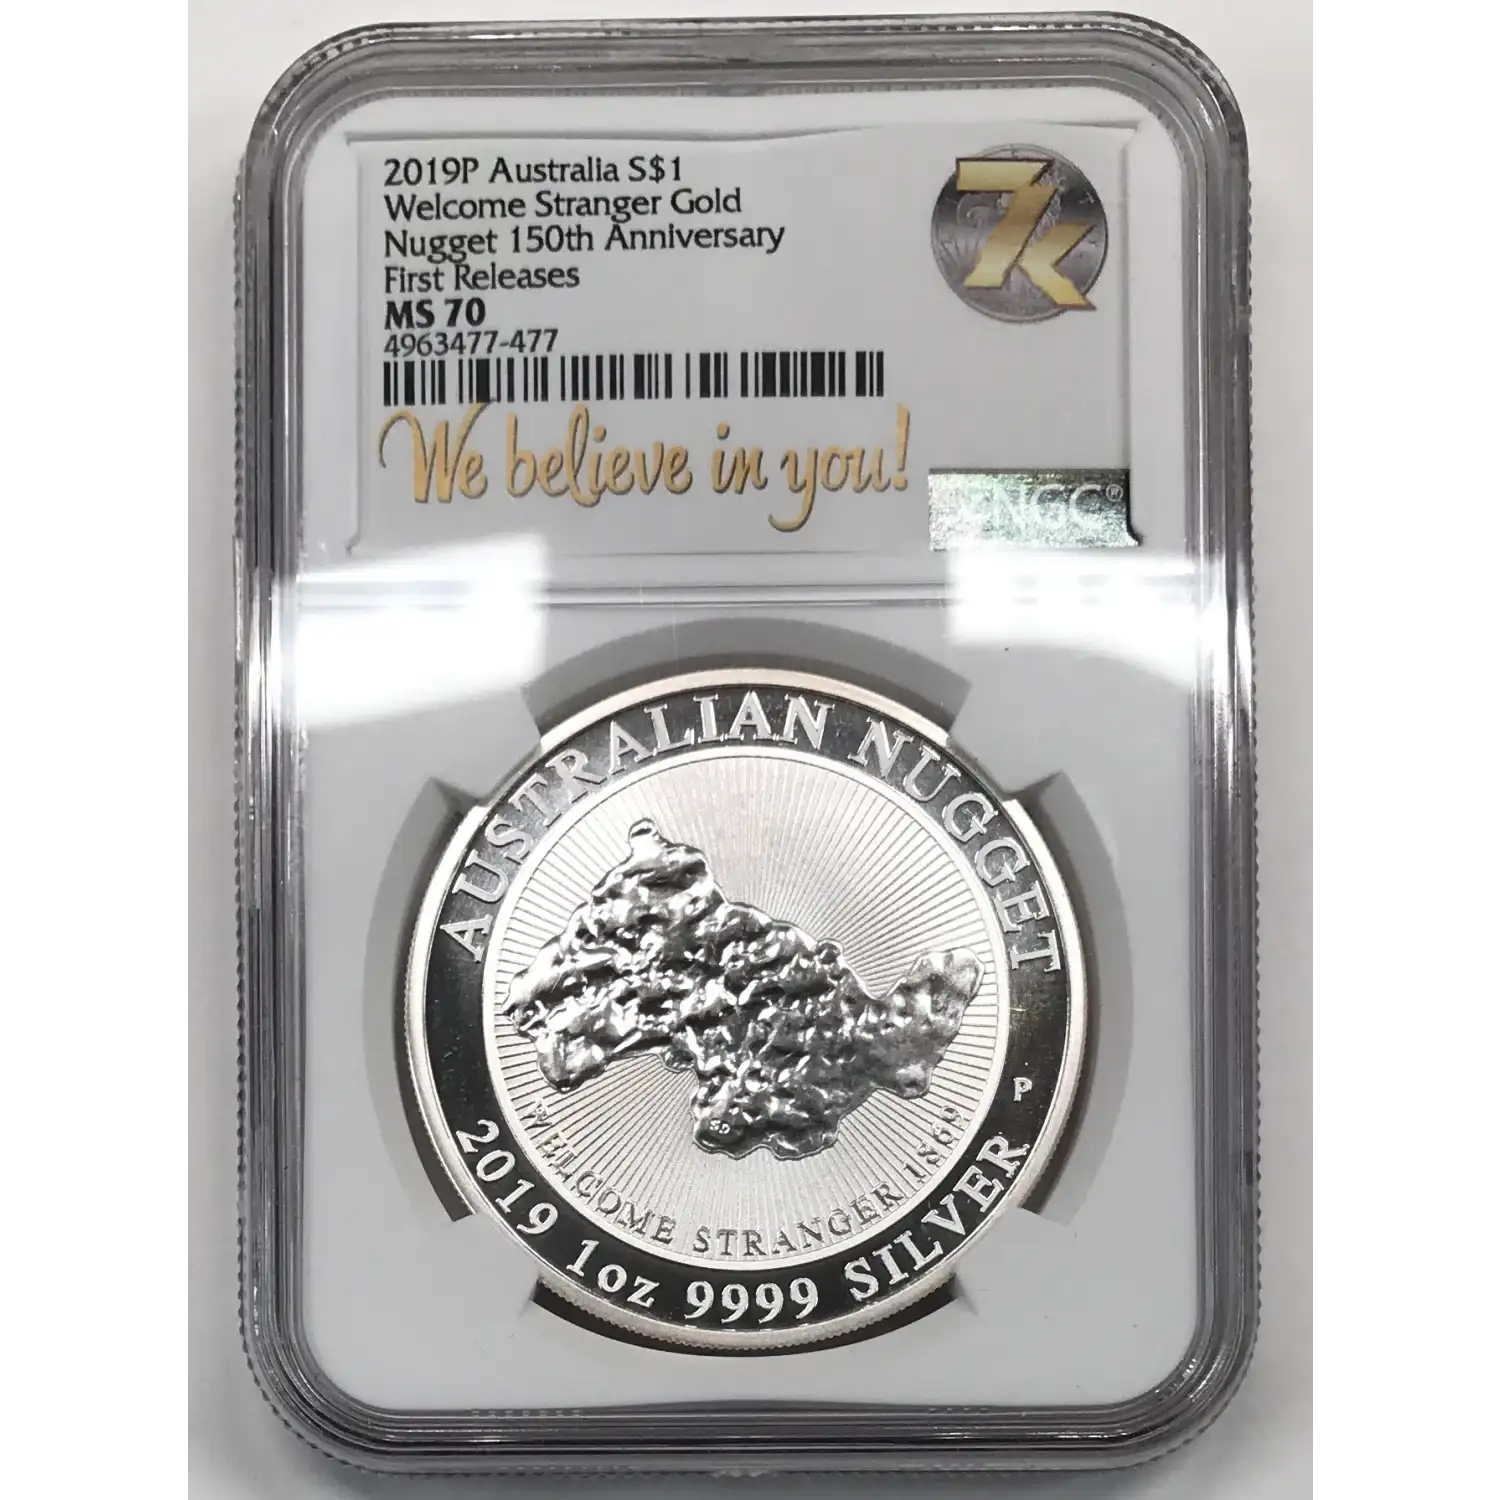 2019P Australia S$1
Welcome Stranger Gold
Nugget 150th Anniversary
First Releases
MS 70
4963477-477
7k
We believe in you!
NGC®
AUSTRALIAN NUGGET
P
WELCOME STRANGER 1869
2019 1oz 9999 SILVER